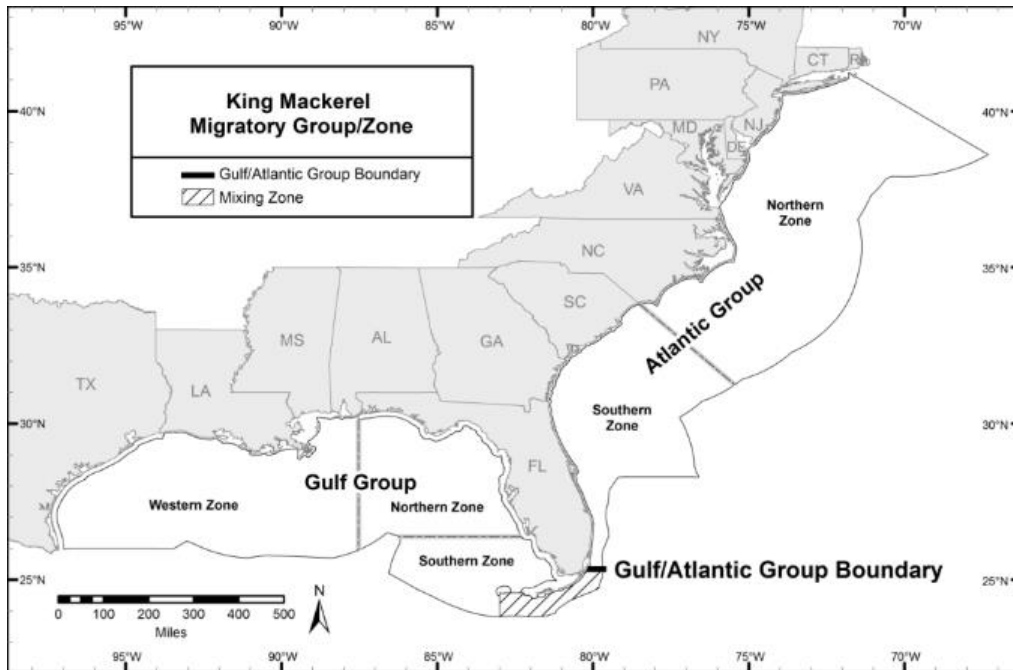 95°W 90°W 85°W 80°W 75°W 70°W
King Mackerel
Migratory Group/Zone
Gulf/Atlantic Group Boundary
Mixing Zone
NY
CT
RI
PA
40°N
40°N
NJ
MD
DE
VA
Northern
Zone
NC
35°N
35°N
SC
Atlantic Group
MS
AL
GA
TX
LA
30°N
30°N
Southern
Zone
FL
Gulf Group
Western Zone
Northern Zone
Southern Zone
Gulf/Atlantic Group Boundary
25°N
25°N
0 100 200 300 400 500
Miles
N
95°W 90°W 85°W 80°W 75°W 70°W